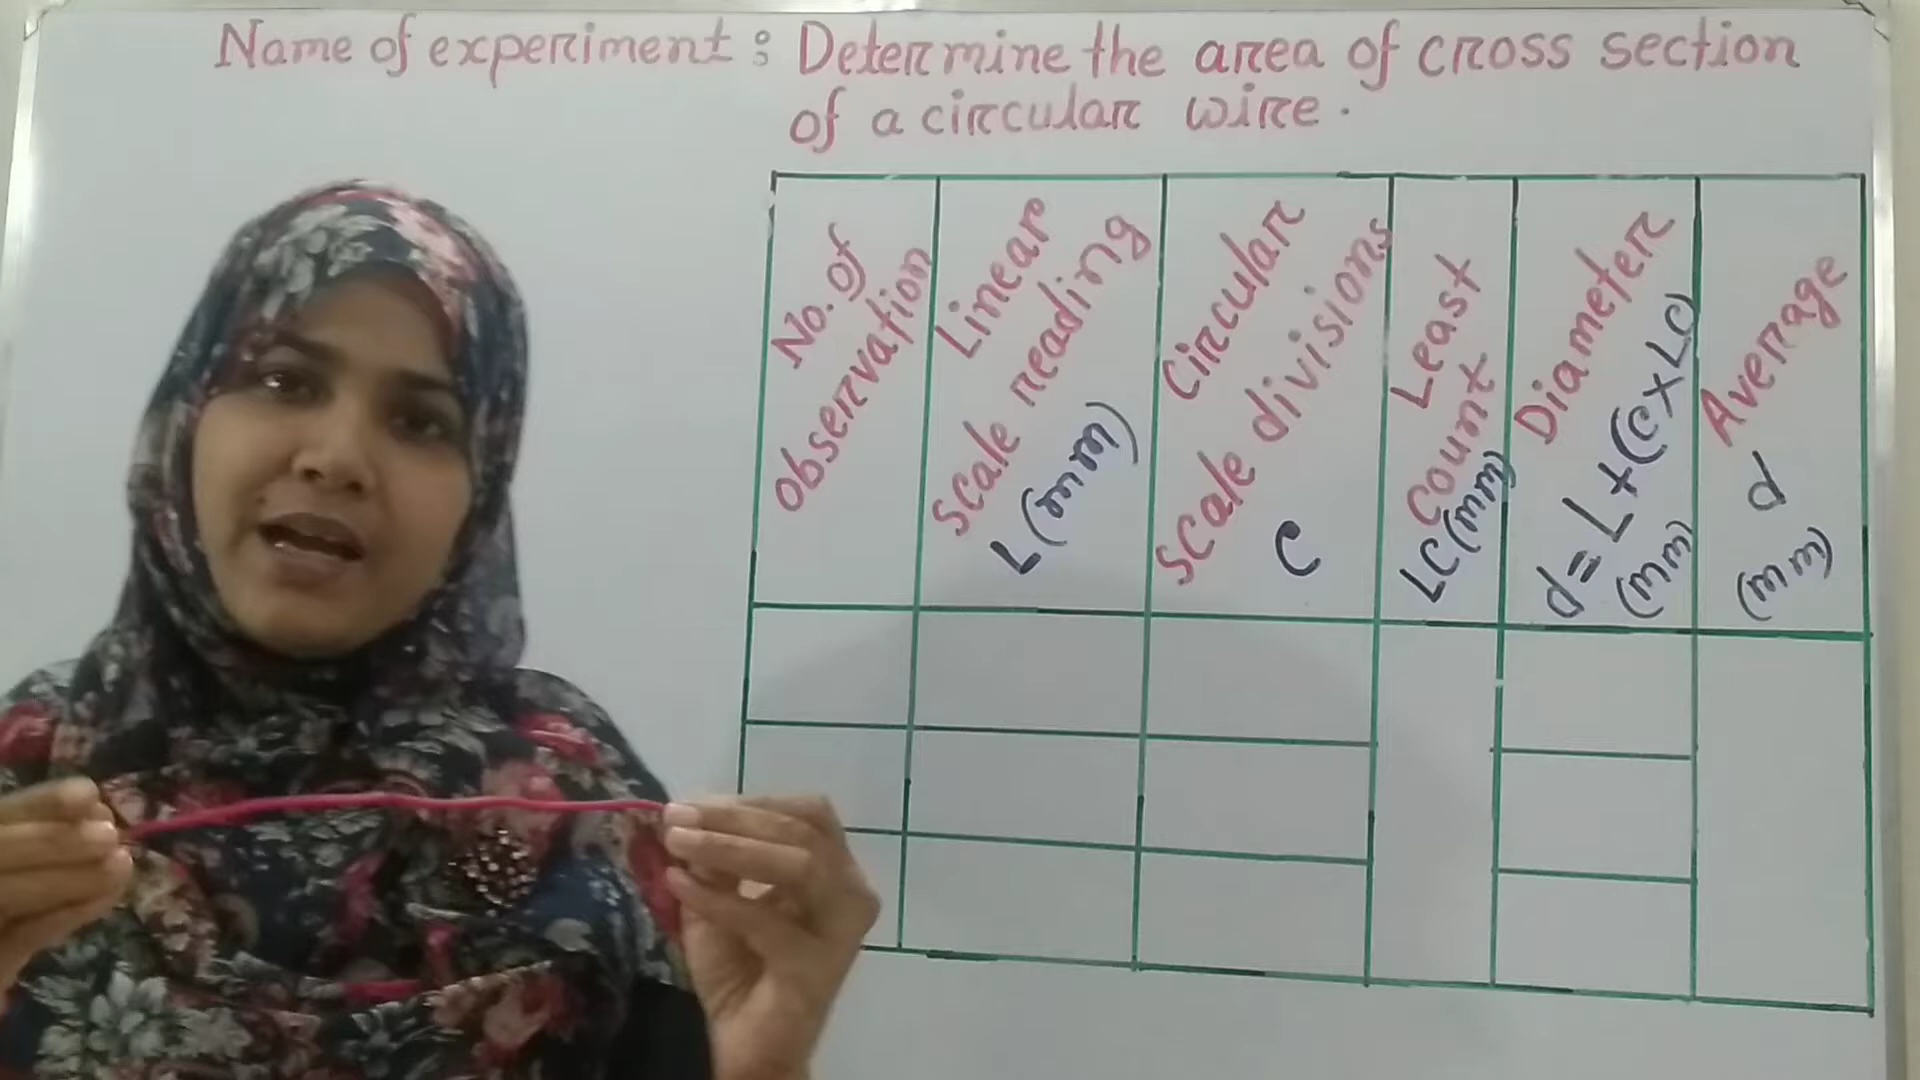 Name of experiment : Determine the area of cross section
of a circular wire.
No. of
observation
Linear
scale reading
L (mm)
Circular
scale divisions
C
Least
count
LC (mm)
Diameter
d = L + (C × LC)
(mm)
Average
d
(mm)